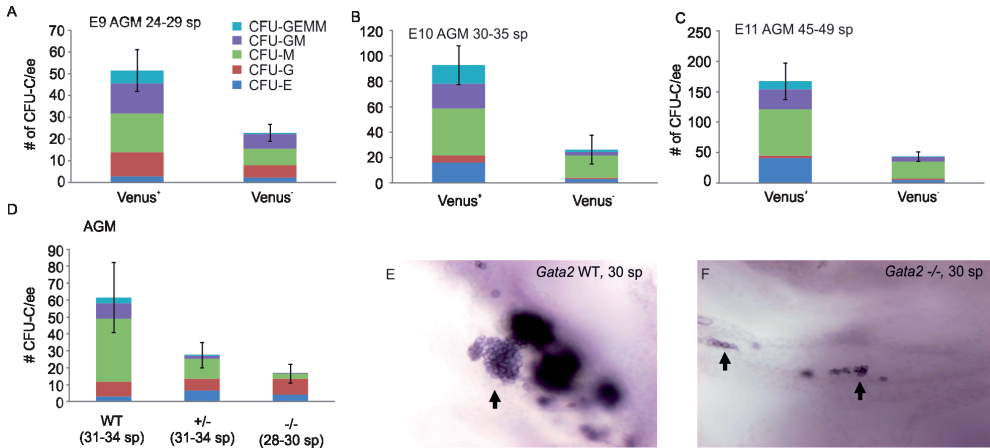 A
E9 AGM 24-29 sp
# of CFU-C/ee
70
60
50
40
30
20
10
0
CFU-GEMM
CFU-GM
CFU-M
CFU-G
CFU-E
Venus+
Venus-
B
E10 AGM 30-35 sp
120
100
80
60
40
20
0
Venus+
Venus-
C
E11 AGM 45-49 sp
# of CFU-C/ee
250
200
150
100
50
0
Venus+
Venus-
D
AGM
# CFU-C/ee
90
80
70
60
50
40
30
20
10
0
WT
(31-34 sp)
+/-
(31-34 sp)
-/-
(28-30 sp)
E
Gata2 WT, 30 sp
F
Gata2 -/-, 30 sp